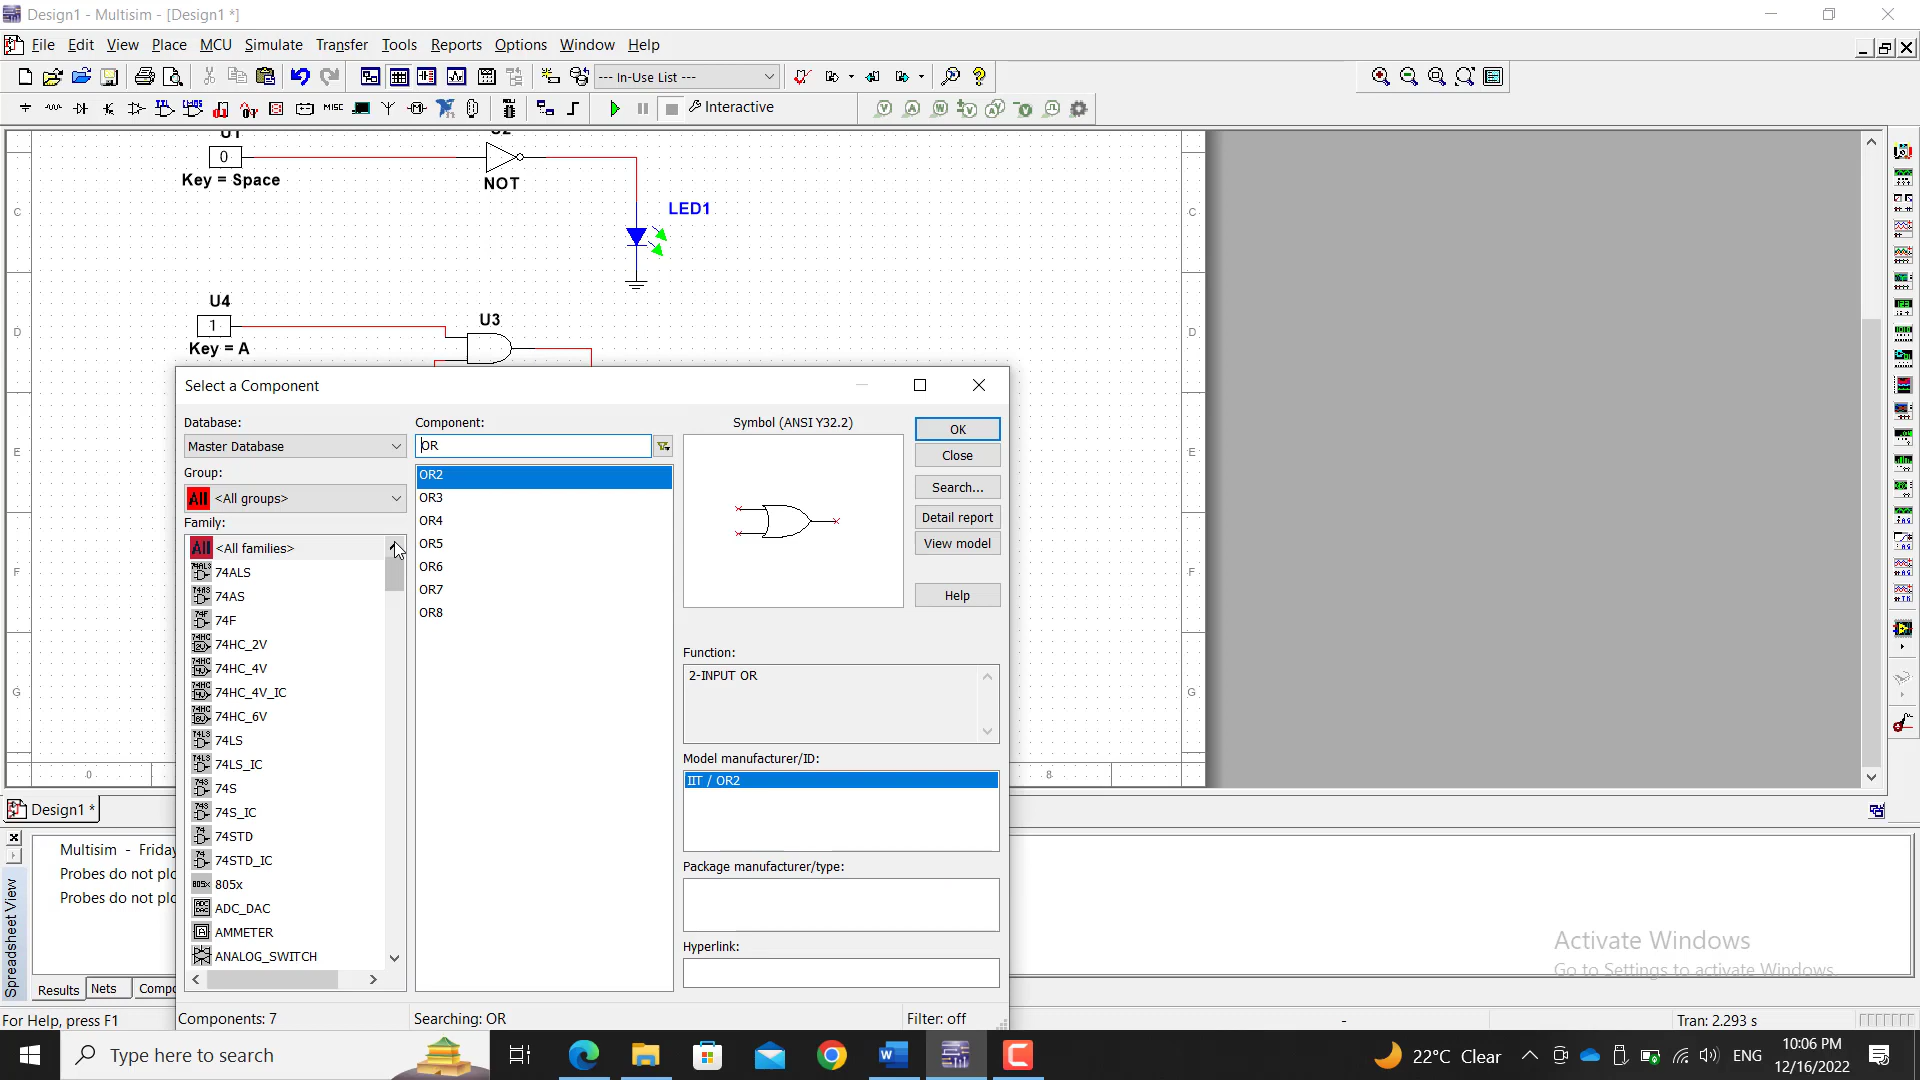 Design1 - Multisim - [Design1 *]
File Edit View Place MCU Simulate Transfer Tools Reports Options Window Help
--- In-Use List ---
MISC Interactive
U1
0
Key = Space
NOT
LED1
U4
1
Key = A
U3
C
D
E
F
G
C
D
E
F
G
0
8
Select a Component
Database:
Master Database
Group:
All <All groups>
Family:
All <All families>
74ALS
74AS
74F
74HC_2V
74HC_4V
74HC_4V_IC
74HC_6V
74LS
74LS_IC
74S
74S_IC
74STD
74STD_IC
805x
ADC_DAC
AMMETER
ANALOG_SWITCH
Component:
OR
OR2
OR3
OR4
OR5
OR6
OR7
OR8
Symbol (ANSI Y32.2)
OK
Close
Search...
Detail report
View model
Help
Function:
2-INPUT OR
Model manufacturer/ID:
IIT / OR2
Package manufacturer/type:
Hyperlink:
Components: 7
Searching: OR
Filter: off
Design1 *
Spreadsheet View
Multisim - Friday
Probes do not
Probes do not
Results Nets
For Help, press F1
-
Tran: 2.293 s
Activate Windows
Go to Settings to activate Windows.
Type here to search
22°C Clear
ENG
10:06 PM
12/16/2022